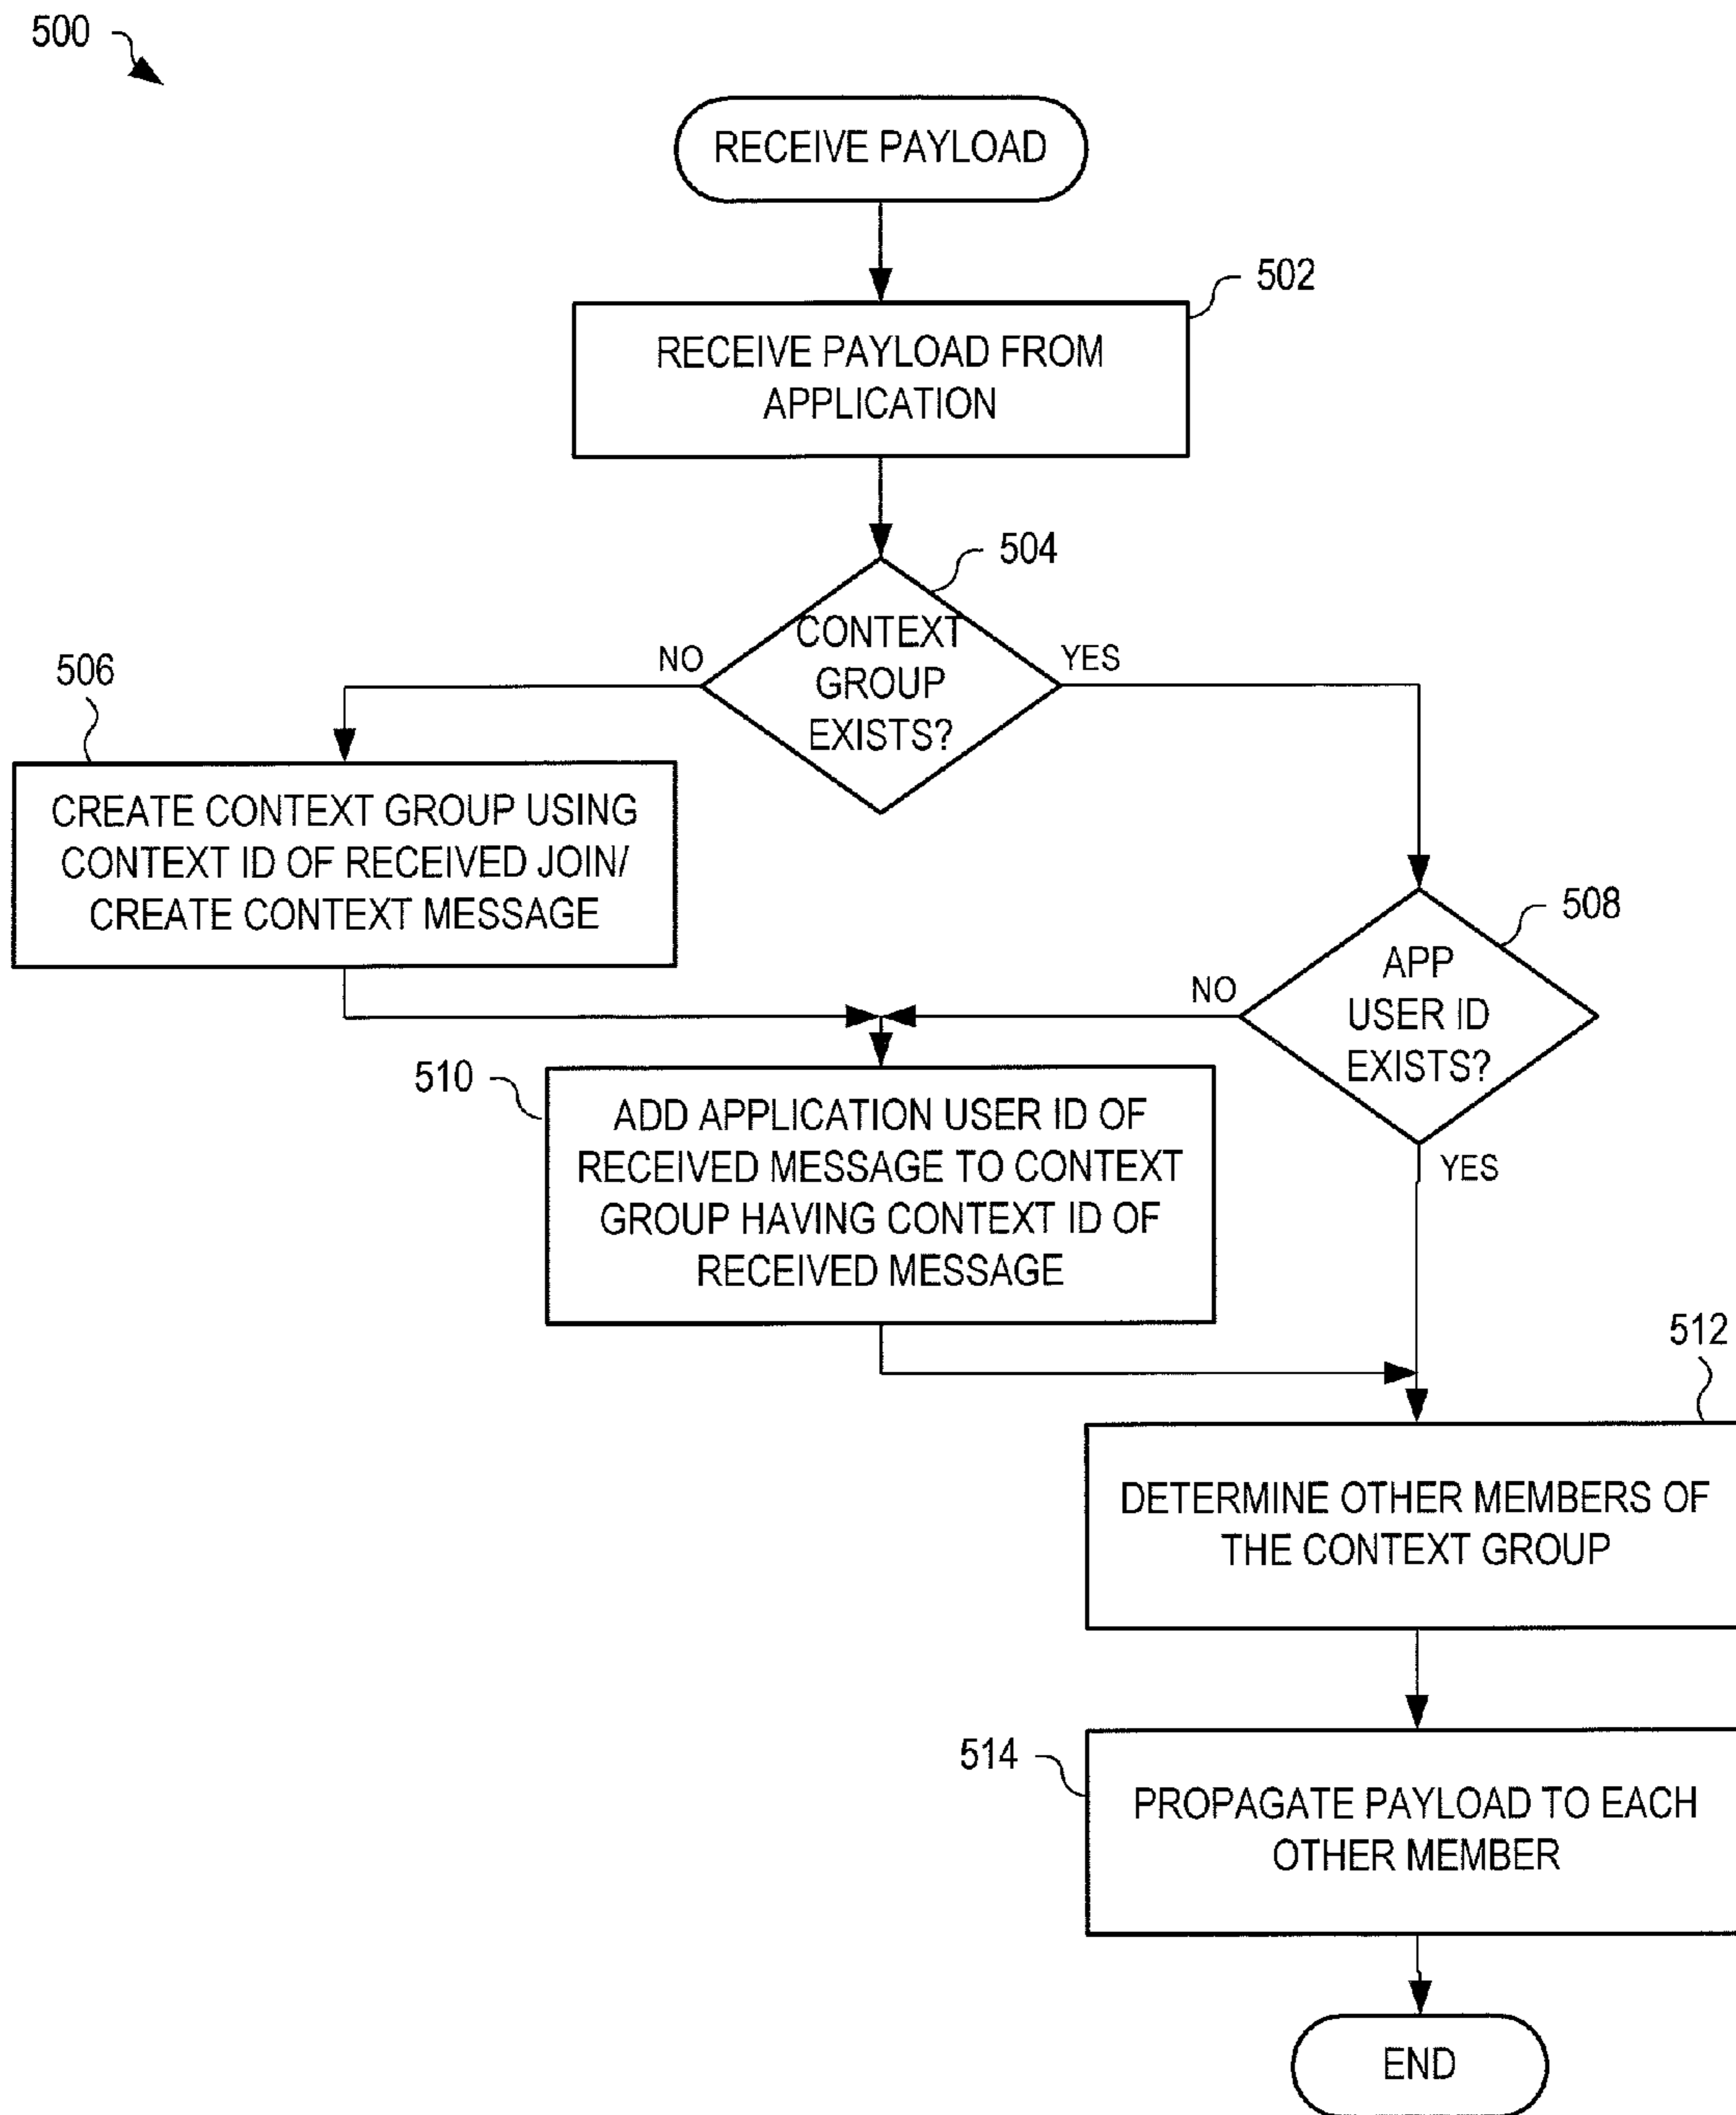 500
RECEIVE PAYLOAD
502
RECEIVE PAYLOAD FROM
APPLICATION
504
CONTEXT
GROUP
EXISTS?
NO
YES
506
CREATE CONTEXT GROUP USING
CONTEXT ID OF RECEIVED JOIN/
CREATE CONTEXT MESSAGE
508
APP
USER ID
EXISTS?
NO
YES
510
ADD APPLICATION USER ID OF
RECEIVED MESSAGE TO CONTEXT
GROUP HAVING CONTEXT ID OF
RECEIVED MESSAGE
512
DETERMINE OTHER MEMBERS OF
THE CONTEXT GROUP
514
PROPAGATE PAYLOAD TO EACH
OTHER MEMBER
END